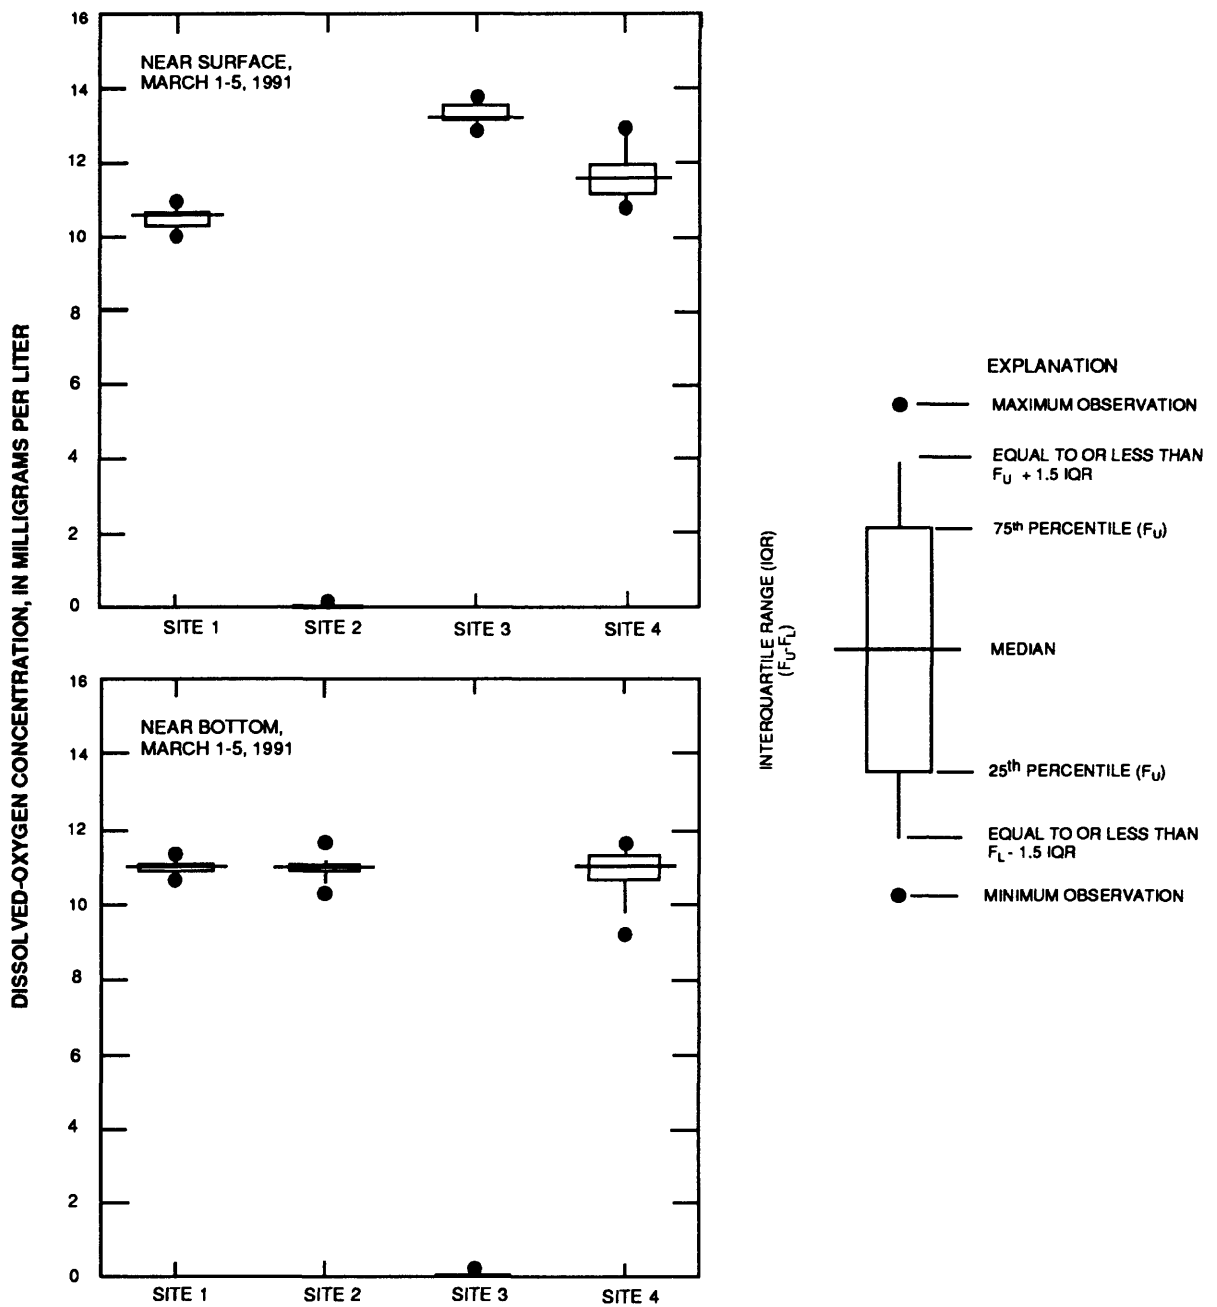 DISSOLVED-OXYGEN CONCENTRATION, IN MILLIGRAMS PER LITER
16
14
12
10
8
6
4
2
0
NEAR SURFACE,
MARCH 1-5, 1991
SITE 1
SITE 2
SITE 3
SITE 4
16
14
12
10
8
6
4
2
0
NEAR BOTTOM,
MARCH 1-5, 1991
SITE 1
SITE 2
SITE 3
SITE 4
EXPLANATION
MAXIMUM OBSERVATION
EQUAL TO OR LESS THAN
FU + 1.5 IQR
75th PERCENTILE (FU)
INTERQUARTILE RANGE (IQR)
(FU-FL)
MEDIAN
25th PERCENTILE (FU)
EQUAL TO OR LESS THAN
FL - 1.5 IQR
MINIMUM OBSERVATION